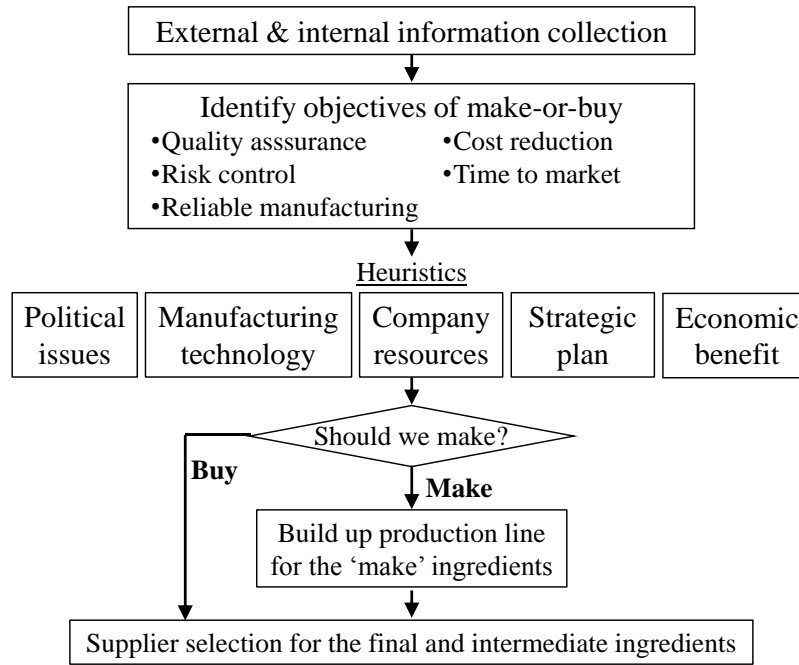 External & internal information collection
Identify objectives of make-or-buy
•Quality asssurance
•Cost reduction
•Risk control
•Time to market
•Reliable manufacturing
Heuristics
Political
issues
Manufacturing
technology
Company
resources
Strategic
plan
Economic
benefit
Should we make?
Buy
Make
Build up production line
for the ‘make’ ingredients
Supplier selection for the final and intermediate ingredients